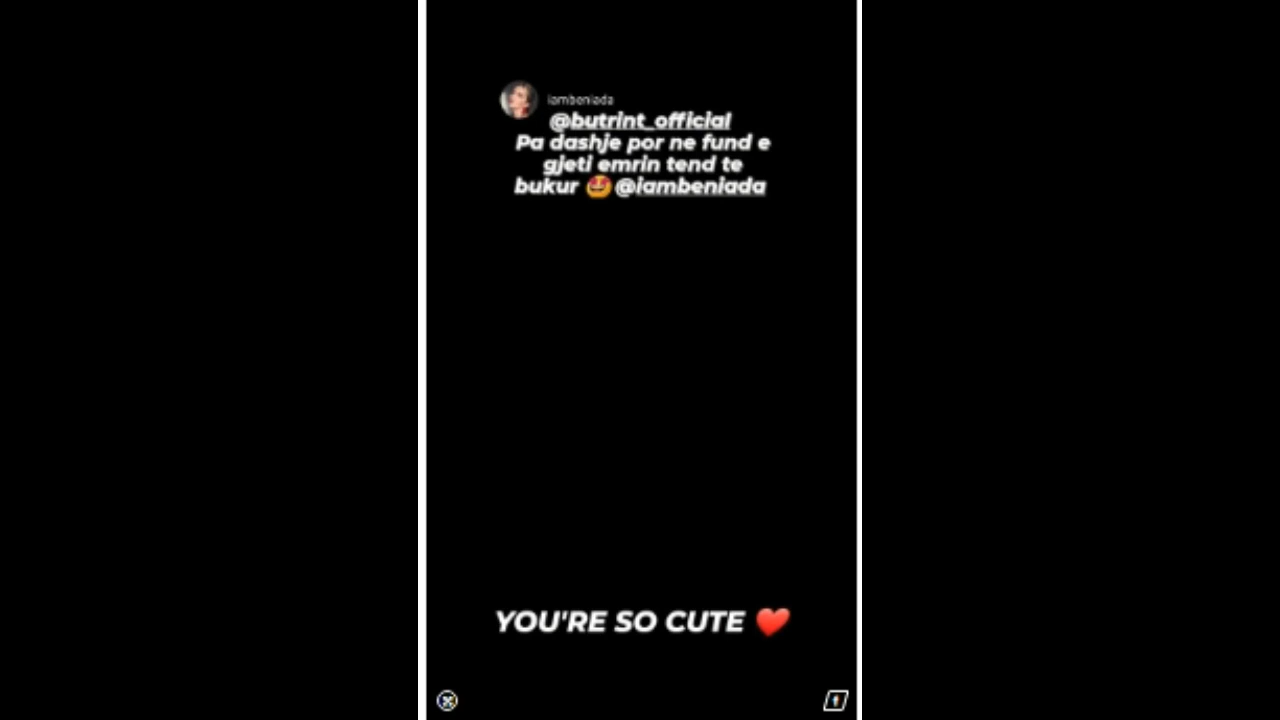 iambeniada
@butrint_official
Pa dashje por ne fund e
gjeti emrin tend te
bukur 🤩 @iambeniada
YOU'RE SO CUTE ❤️